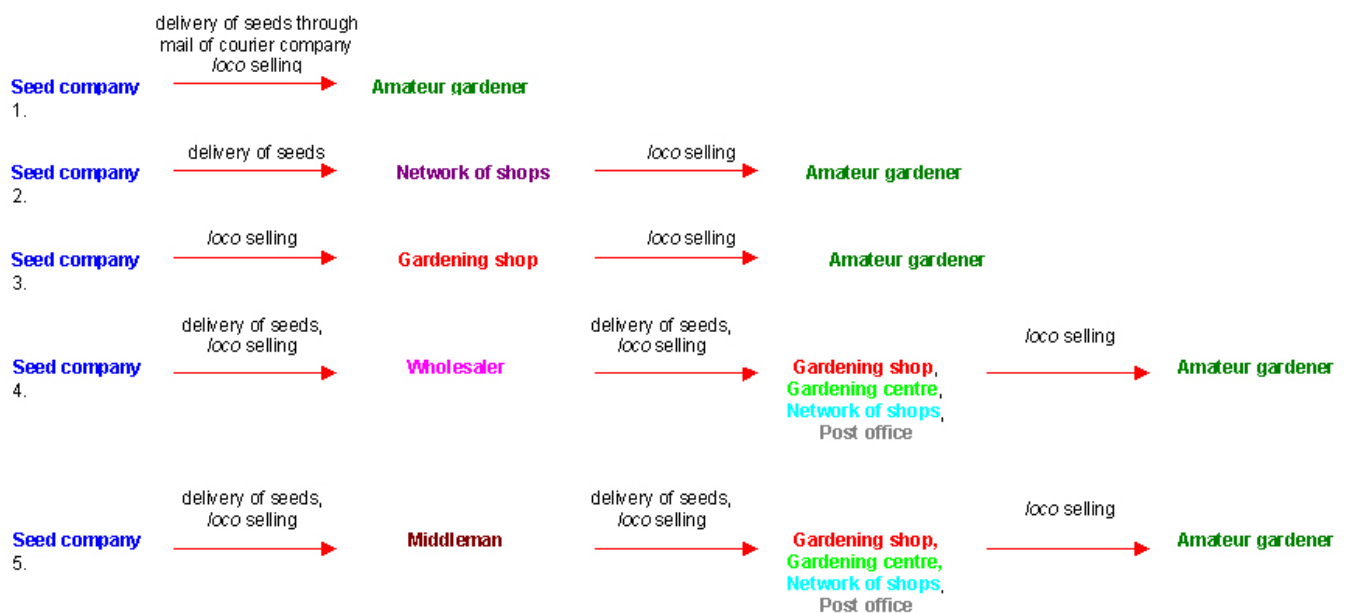 delivery of seeds through
mail of courier company
loco selling
Seed company
Amateur gardener
1.
delivery of seeds
loco selling
Seed company
Network of shops
Amateur gardener
2.
loco selling
loco selling
Seed company
Gardening shop
Amateur gardener
3.
delivery of seeds,
loco selling
delivery of seeds,
loco selling
loco selling
Seed company
Wholesaler
Gardening shop,
Gardening centre,
Network of shops,
Post office
Amateur gardener
4.
delivery of seeds,
loco selling
delivery of seeds,
loco selling
loco selling
Seed company
Middleman
Gardening shop,
Gardening centre,
Network of shops,
Post office
Amateur gardener
5.